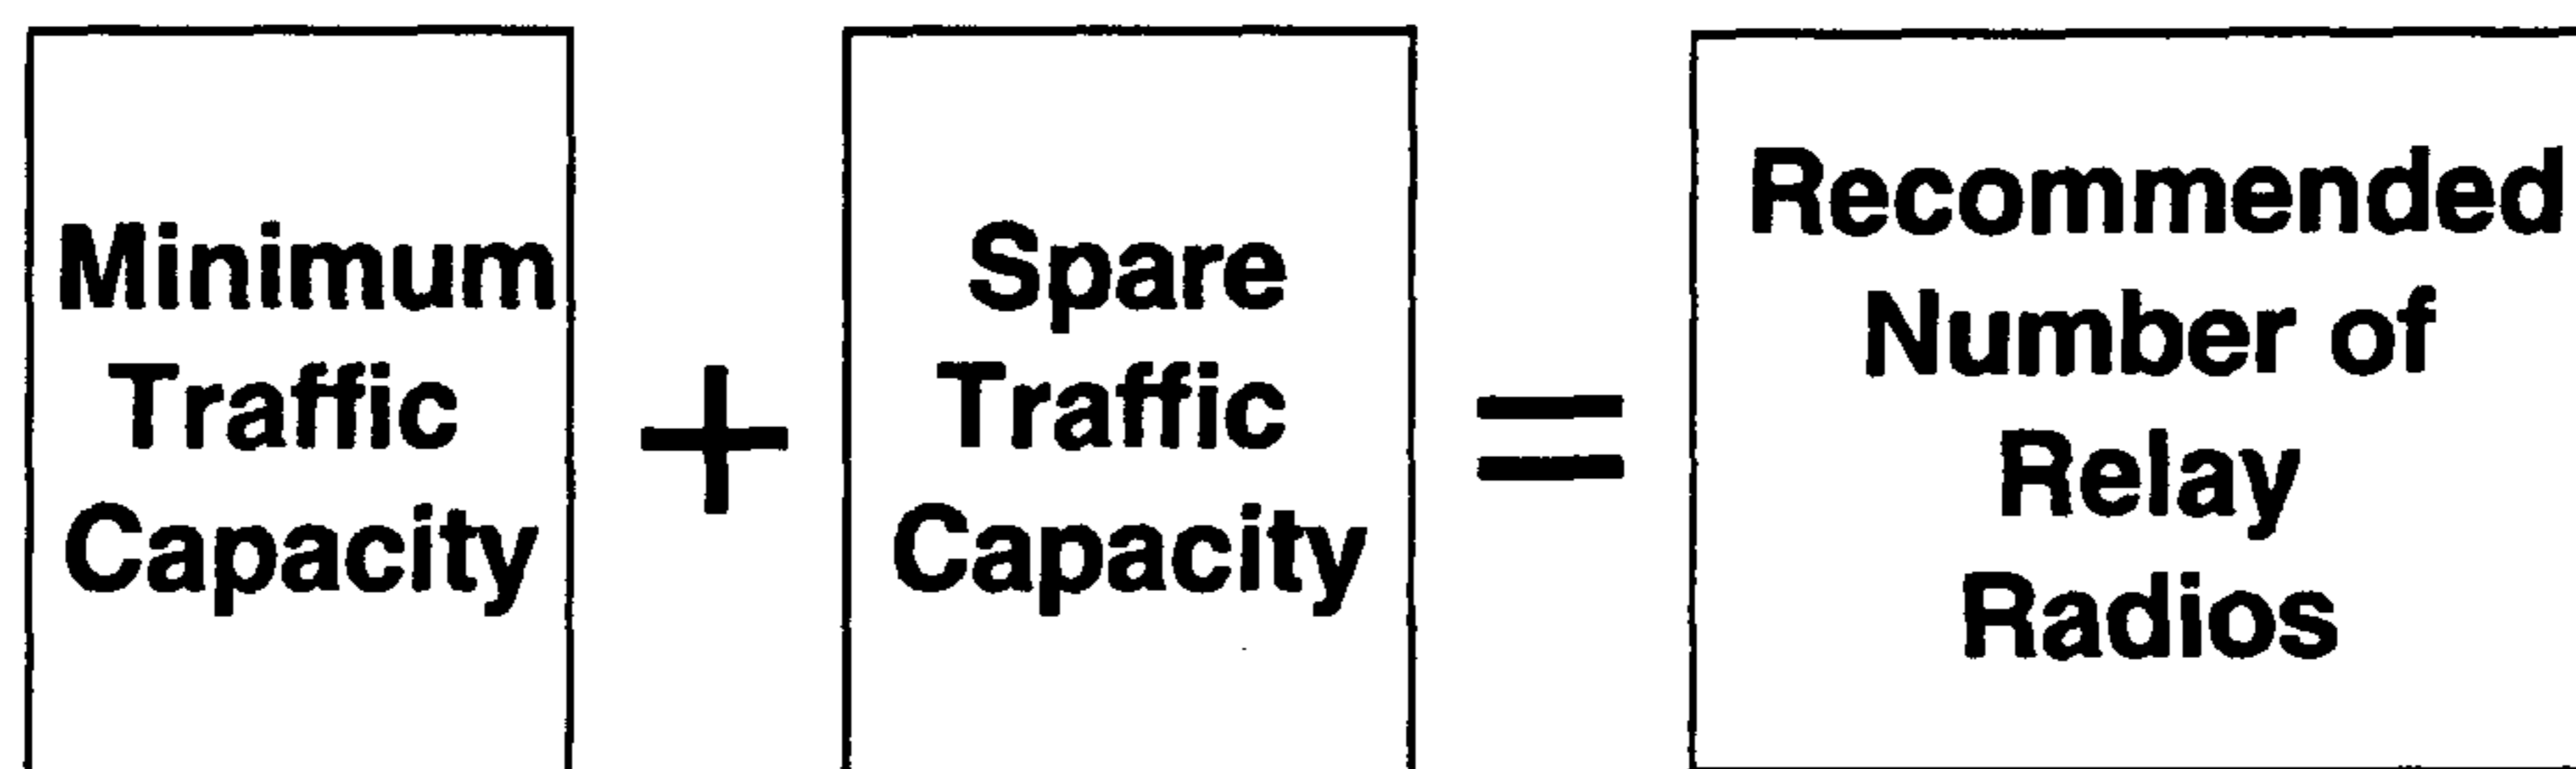 Minimum
Traffic
Capacity
+
Spare
Traffic
Capacity
=
Recommended
Number of
Relay
Radios